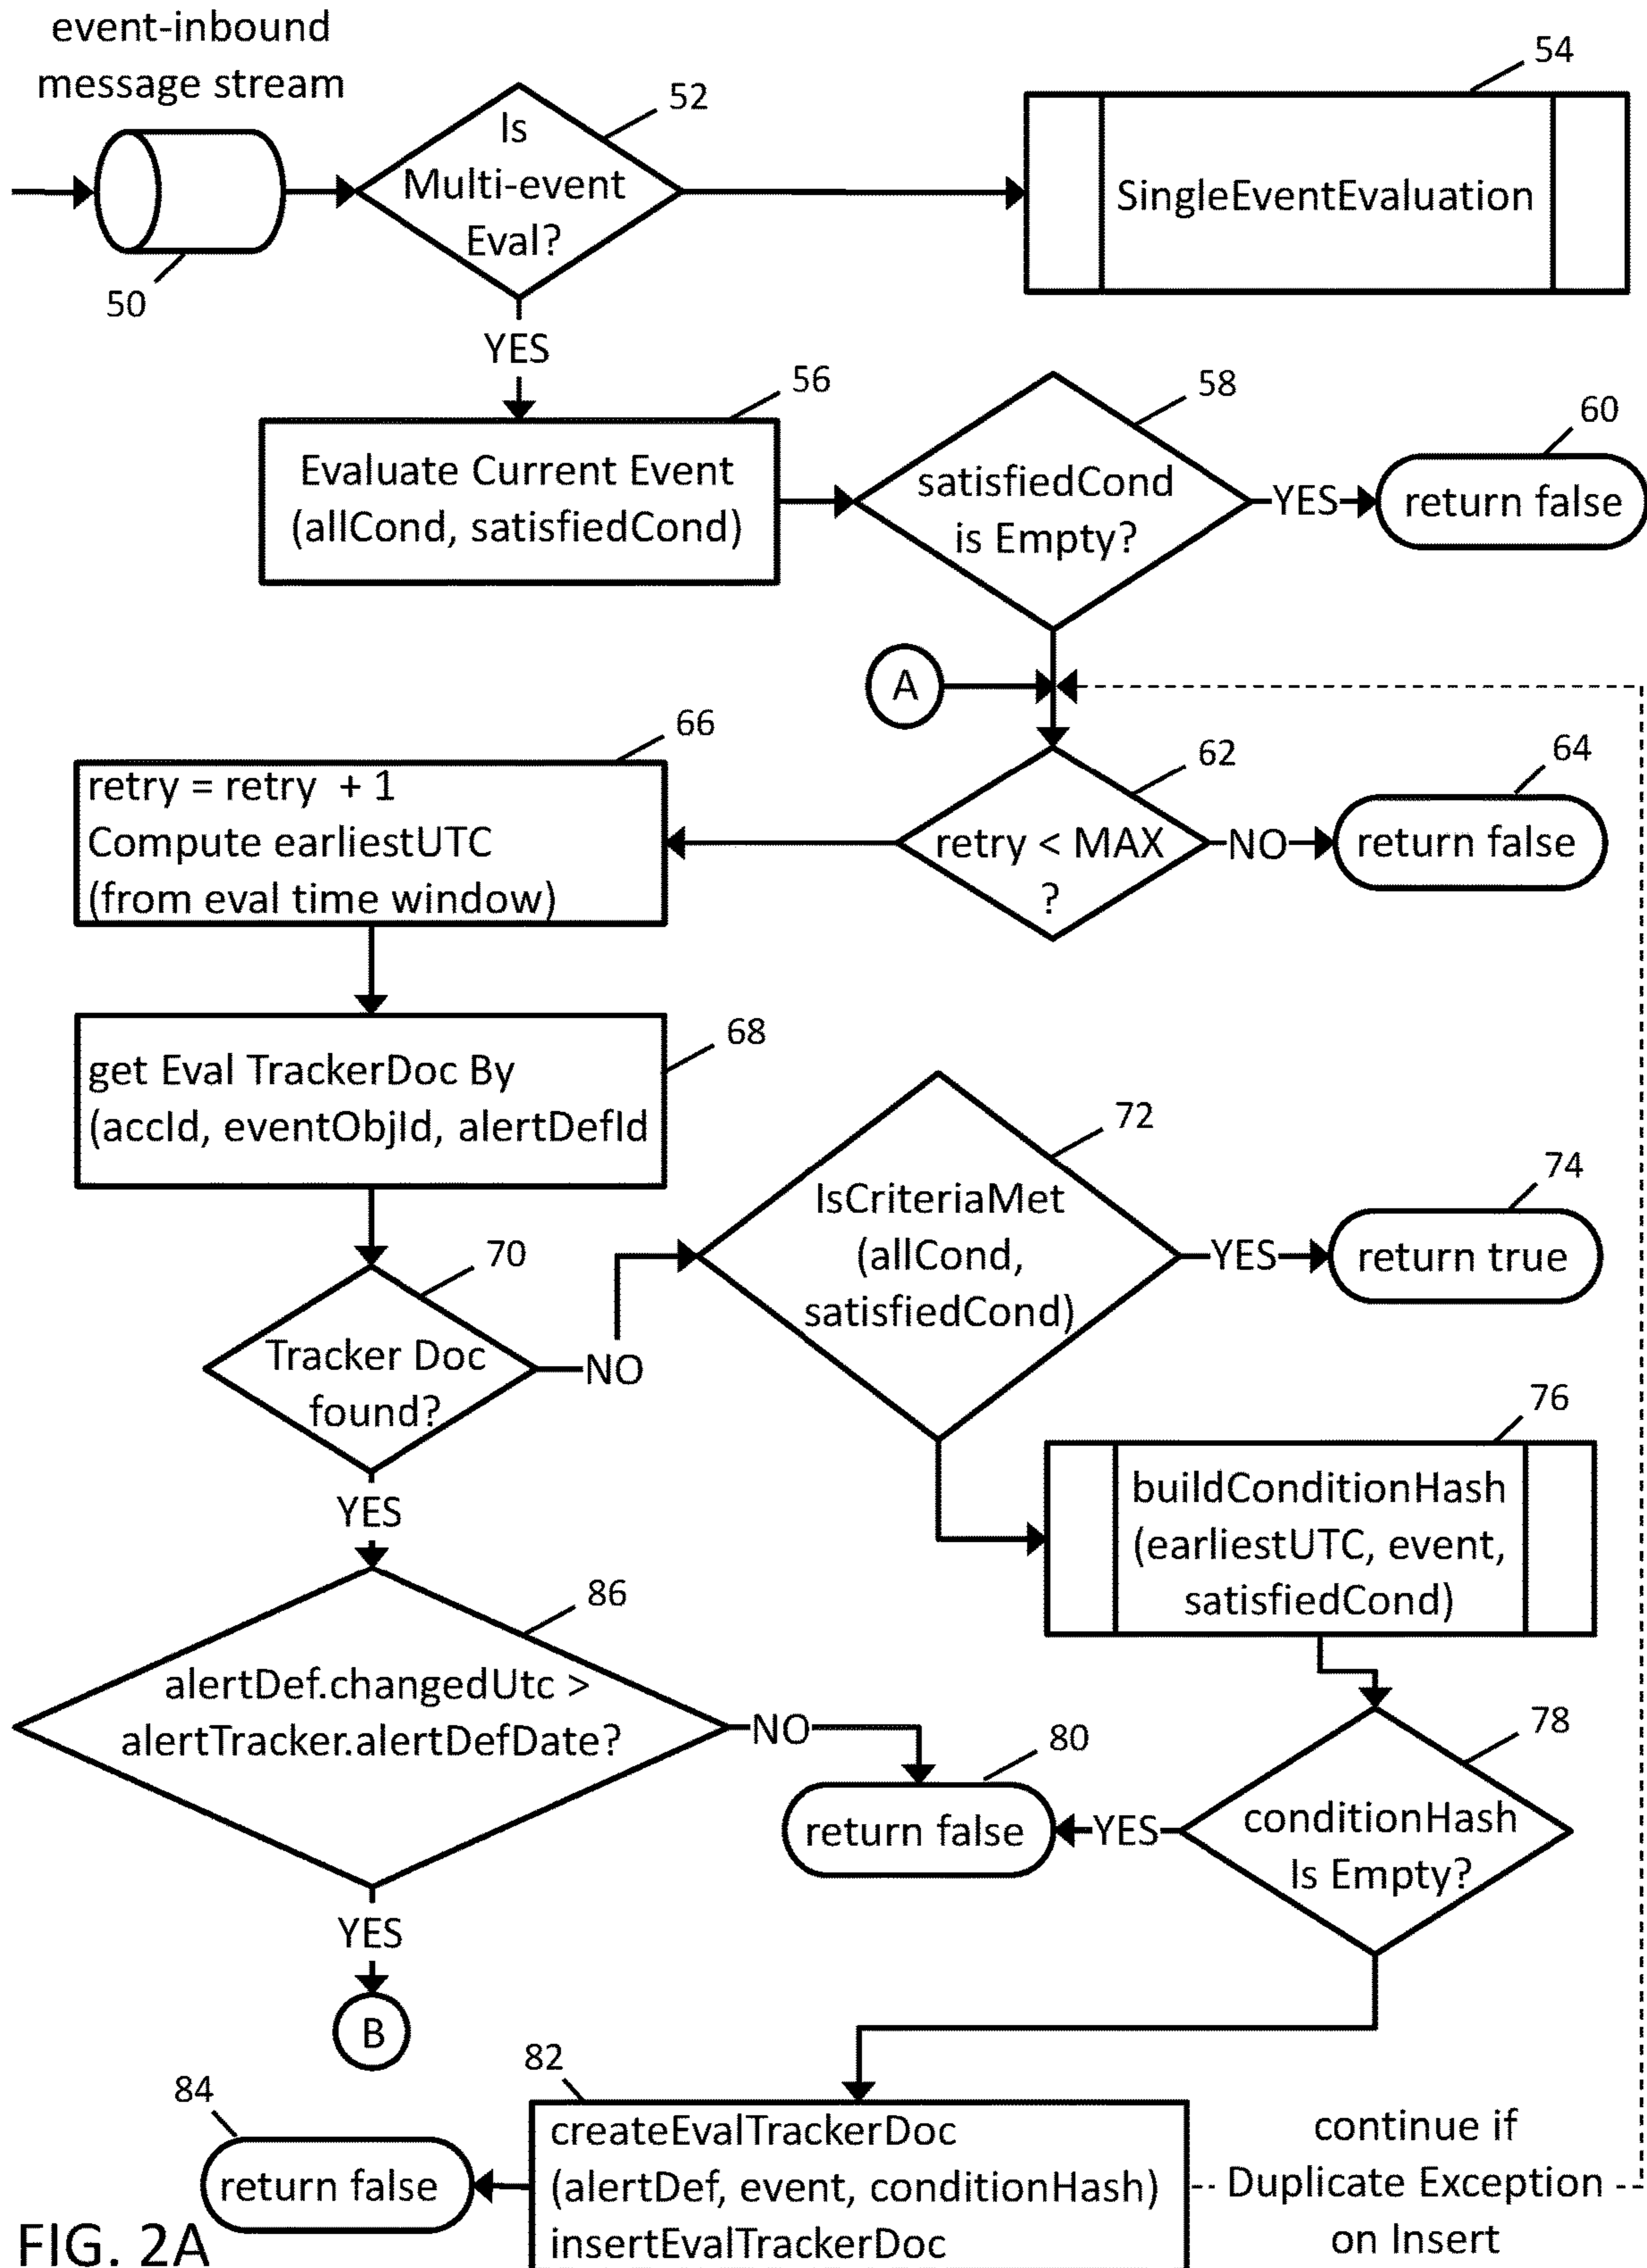 event-inbound
message stream
50
Is
Multi-event
Eval?
52
SingleEventEvaluation
54
YES
Evaluate Current Event
(allCond, satisfiedCond)
56
satisfiedCond
is Empty?
58
YES
return false
60
A
retry < MAX
?
62
NO
return false
64
retry = retry + 1
Compute earliestUTC
(from eval time window)
66
get Eval TrackerDoc By
(accId, eventObjId, alertDefId
68
Tracker Doc
found?
70
NO
IsCriteriaMet
(allCond,
satisfiedCond)
72
YES
return true
74
buildConditionHash
(earliestUTC, event,
satisfiedCond)
76
YES
alertDef.changedUtc >
alertTracker.alertDefDate?
86
NO
return false
80
YES
conditionHash
Is Empty?
78
YES
B
createEvalTrackerDoc
(alertDef, event, conditionHash)
insertEvalTrackerDoc
82
return false
84
continue if
Duplicate Exception
on Insert
FIG. 2A